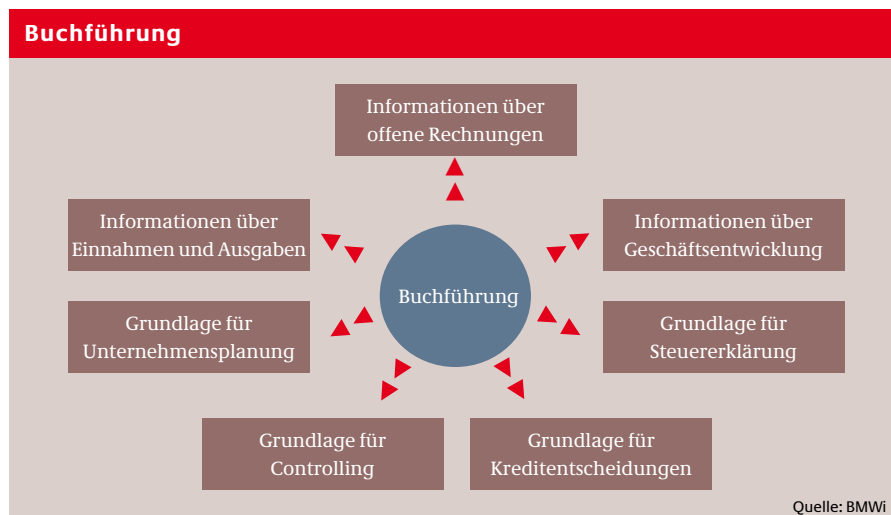 Buchführung
Informationen über
offene Rechnungen
Informationen über
Einnahmen und Ausgaben
Informationen über
Geschäftsentwicklung
Buchführung
Grundlage für
Unternehmensplanung
Grundlage für
Steuererklärung
Grundlage für
Controlling
Grundlage für
Kreditentscheidungen
Quelle: BMWi